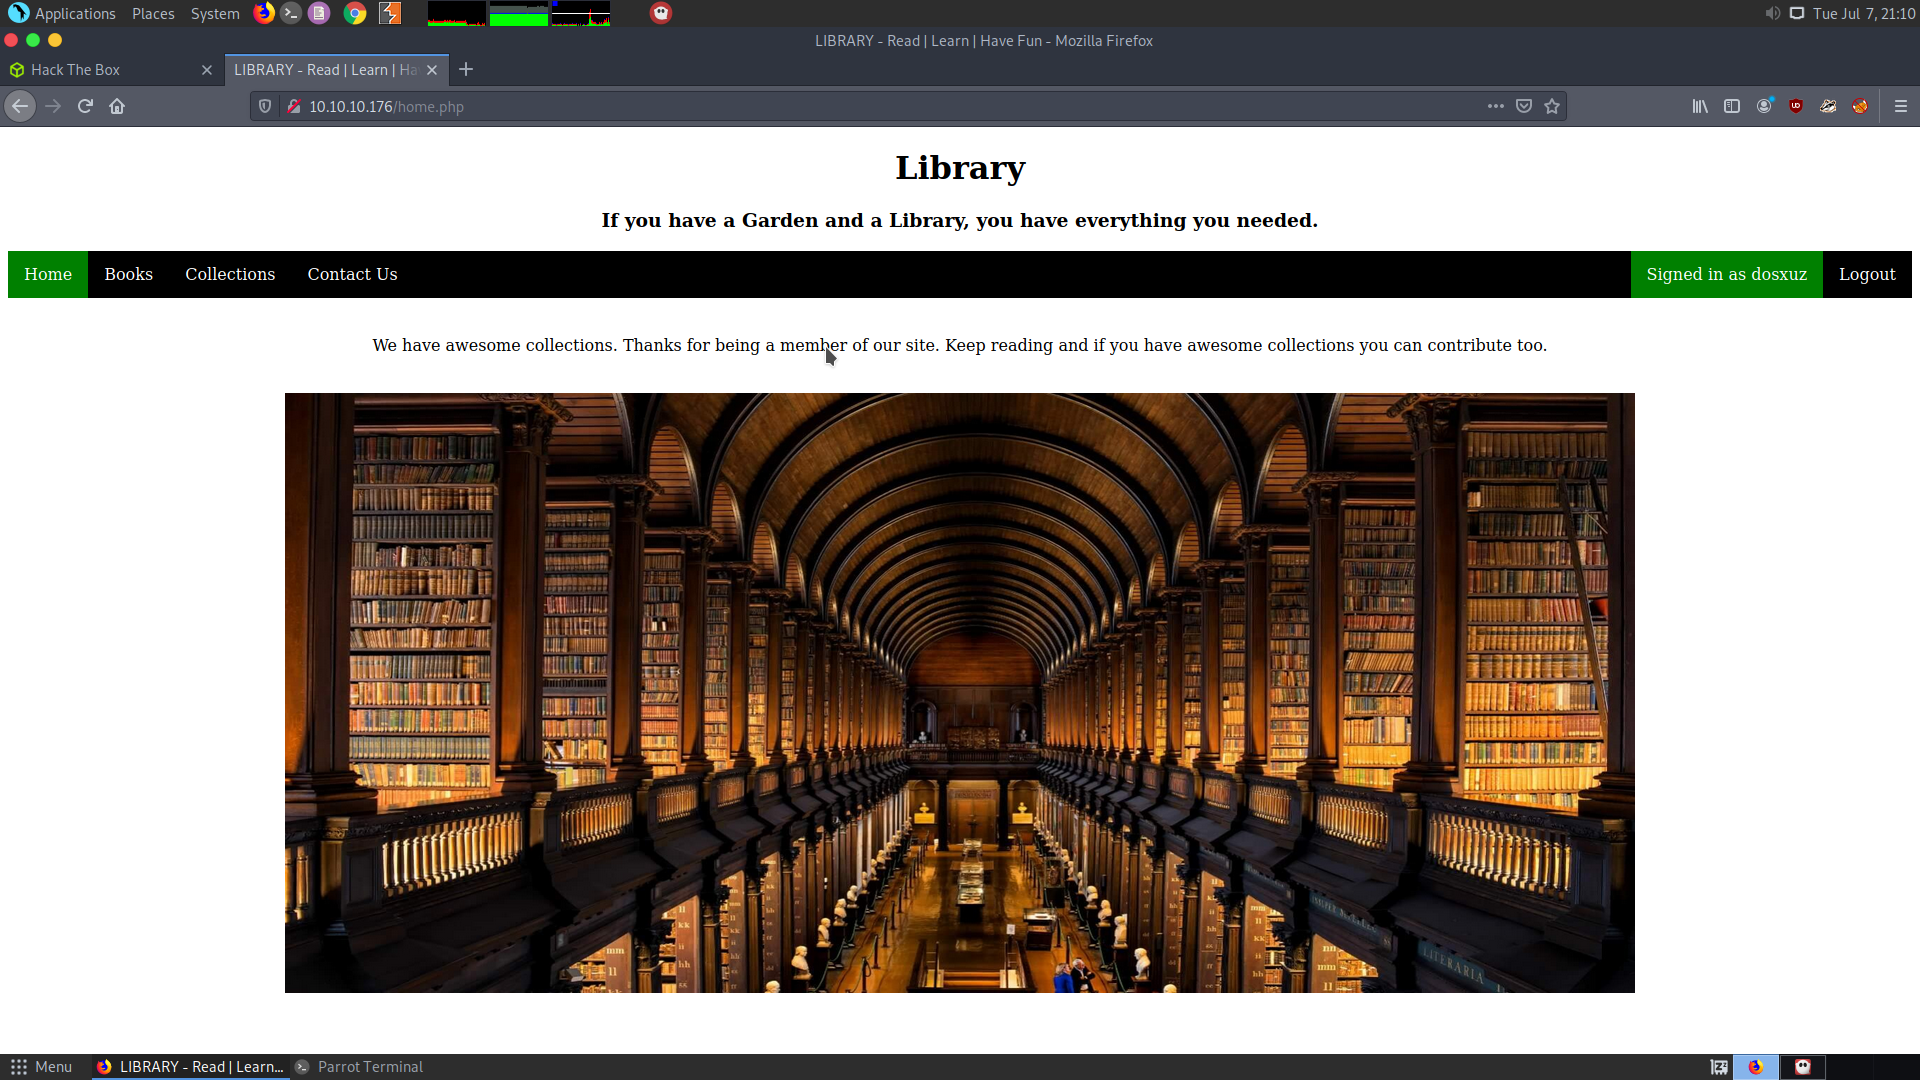 Applications Places System Tue Jul 7, 21:10
LIBRARY - Read | Learn | Have Fun - Mozilla Firefox
Hack The Box LIBRARY - Read | Learn | Ha
10.10.10.176/home.php
Library
If you have a Garden and a Library, you have everything you needed.
Home Books Collections Contact Us Signed in as dosxuz Logout
We have awesome collections. Thanks for being a member of our site. Keep reading and if you have awesome collections you can contribute too.
LITERARIA
Menu LIBRARY - Read | Learn... Parrot Terminal